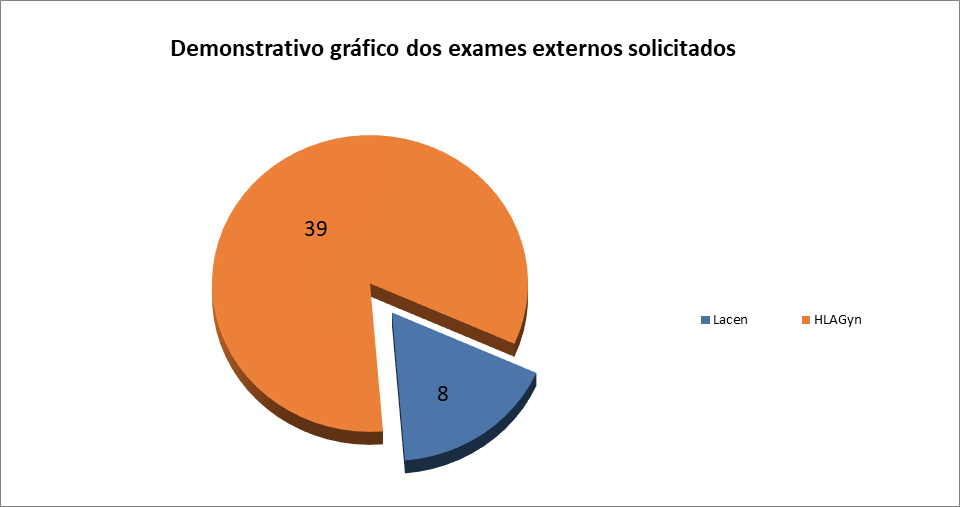 Demonstrativo gráfico dos exames externos solicitados
39
8
Lacen HLAGyn